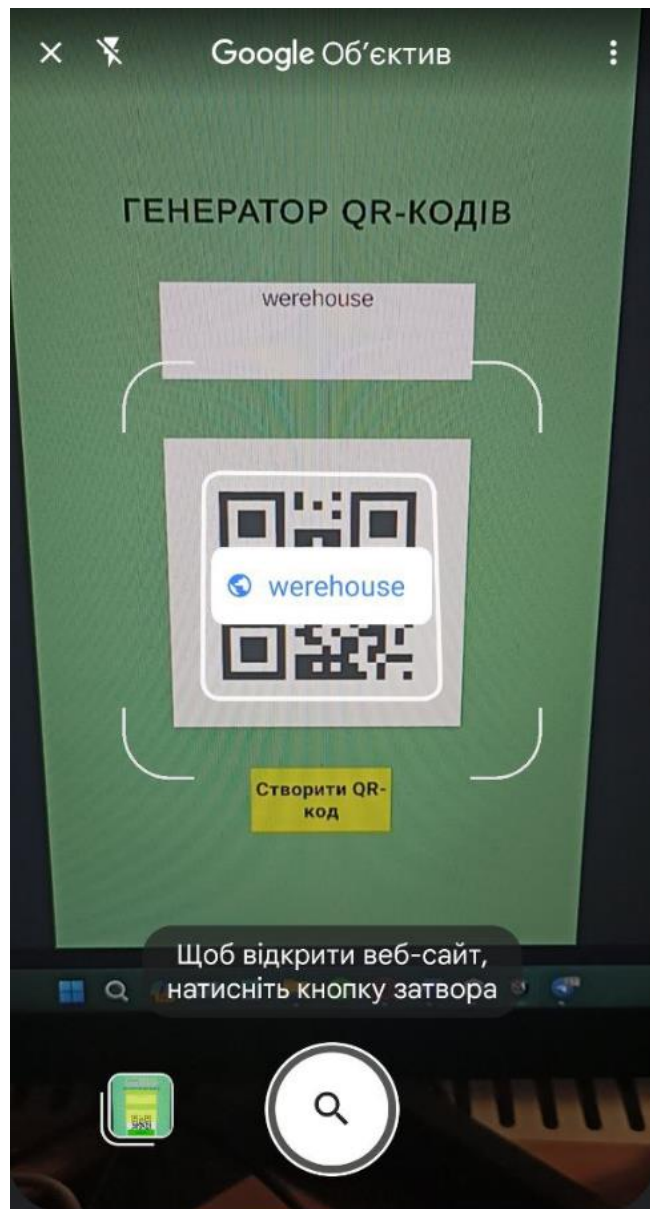 Google Об’єктив
ГЕНЕРАТОР QR-КОДІВ
werehouse
werehouse
Створити QR-
код
Щоб відкрити веб-сайт,
натисніть кнопку затвора